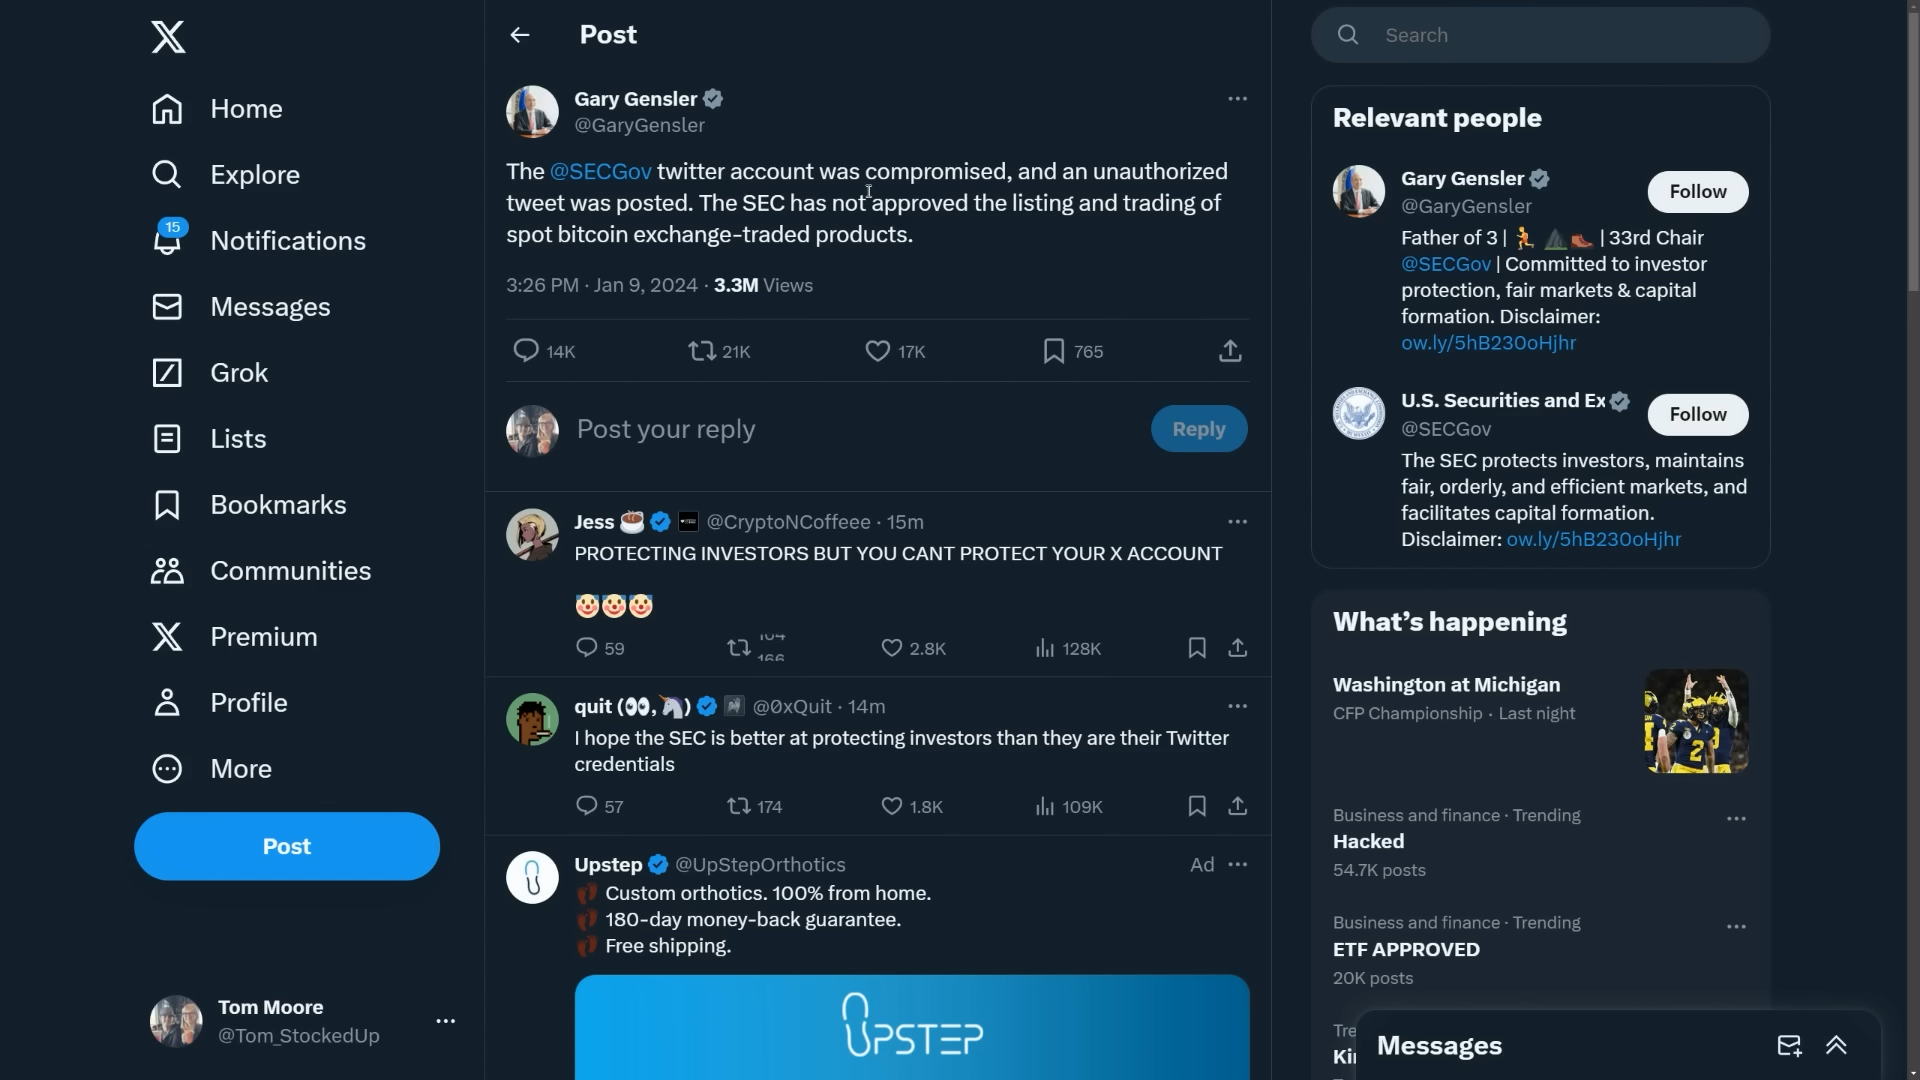 Post
Search
Home
Explore
15
Notifications
Messages
Grok
Lists
Bookmarks
Communities
Premium
Profile
More
Post
Tom Moore
@Tom_StockedUp
Gary Gensler
@GaryGensler
The @SECGov twitter account was compromised, and an unauthorized
tweet was posted. The SEC has not approved the listing and trading of
spot bitcoin exchange-traded products.
3:26 PM · Jan 9, 2024 · 3.3M Views
14K 21K 17K 765
Post your reply
Reply
Jess @CryptoNCoffeee · 15m
PROTECTING INVESTORS BUT YOU CANT PROTECT YOUR X ACCOUNT
59 2.8K 128K
quit @0xQuit · 14m
I hope the SEC is better at protecting investors than they are their Twitter
credentials
57 174 1.8K 109K
Upstep @UpStepOrthotics Ad
Custom orthotics. 100% from home.
180-day money-back guarantee.
Free shipping.
UPSTEP
Relevant people
Gary Gensler
@GaryGensler
Follow
Father of 3 | | 33rd Chair
@SECGov | Committed to investor
protection, fair markets & capital
formation. Disclaimer:
ow.ly/5hB230oHjhr
U.S. Securities and Ex
@SECGov
Follow
The SEC protects investors, maintains
fair, orderly, and efficient markets, and
facilitates capital formation.
Disclaimer: ow.ly/5hB230oHjhr
What's happening
Washington at Michigan
CFP Championship · Last night
Business and finance · Trending
Hacked
54.7K posts
Business and finance · Trending
ETF APPROVED
20K posts
Messages